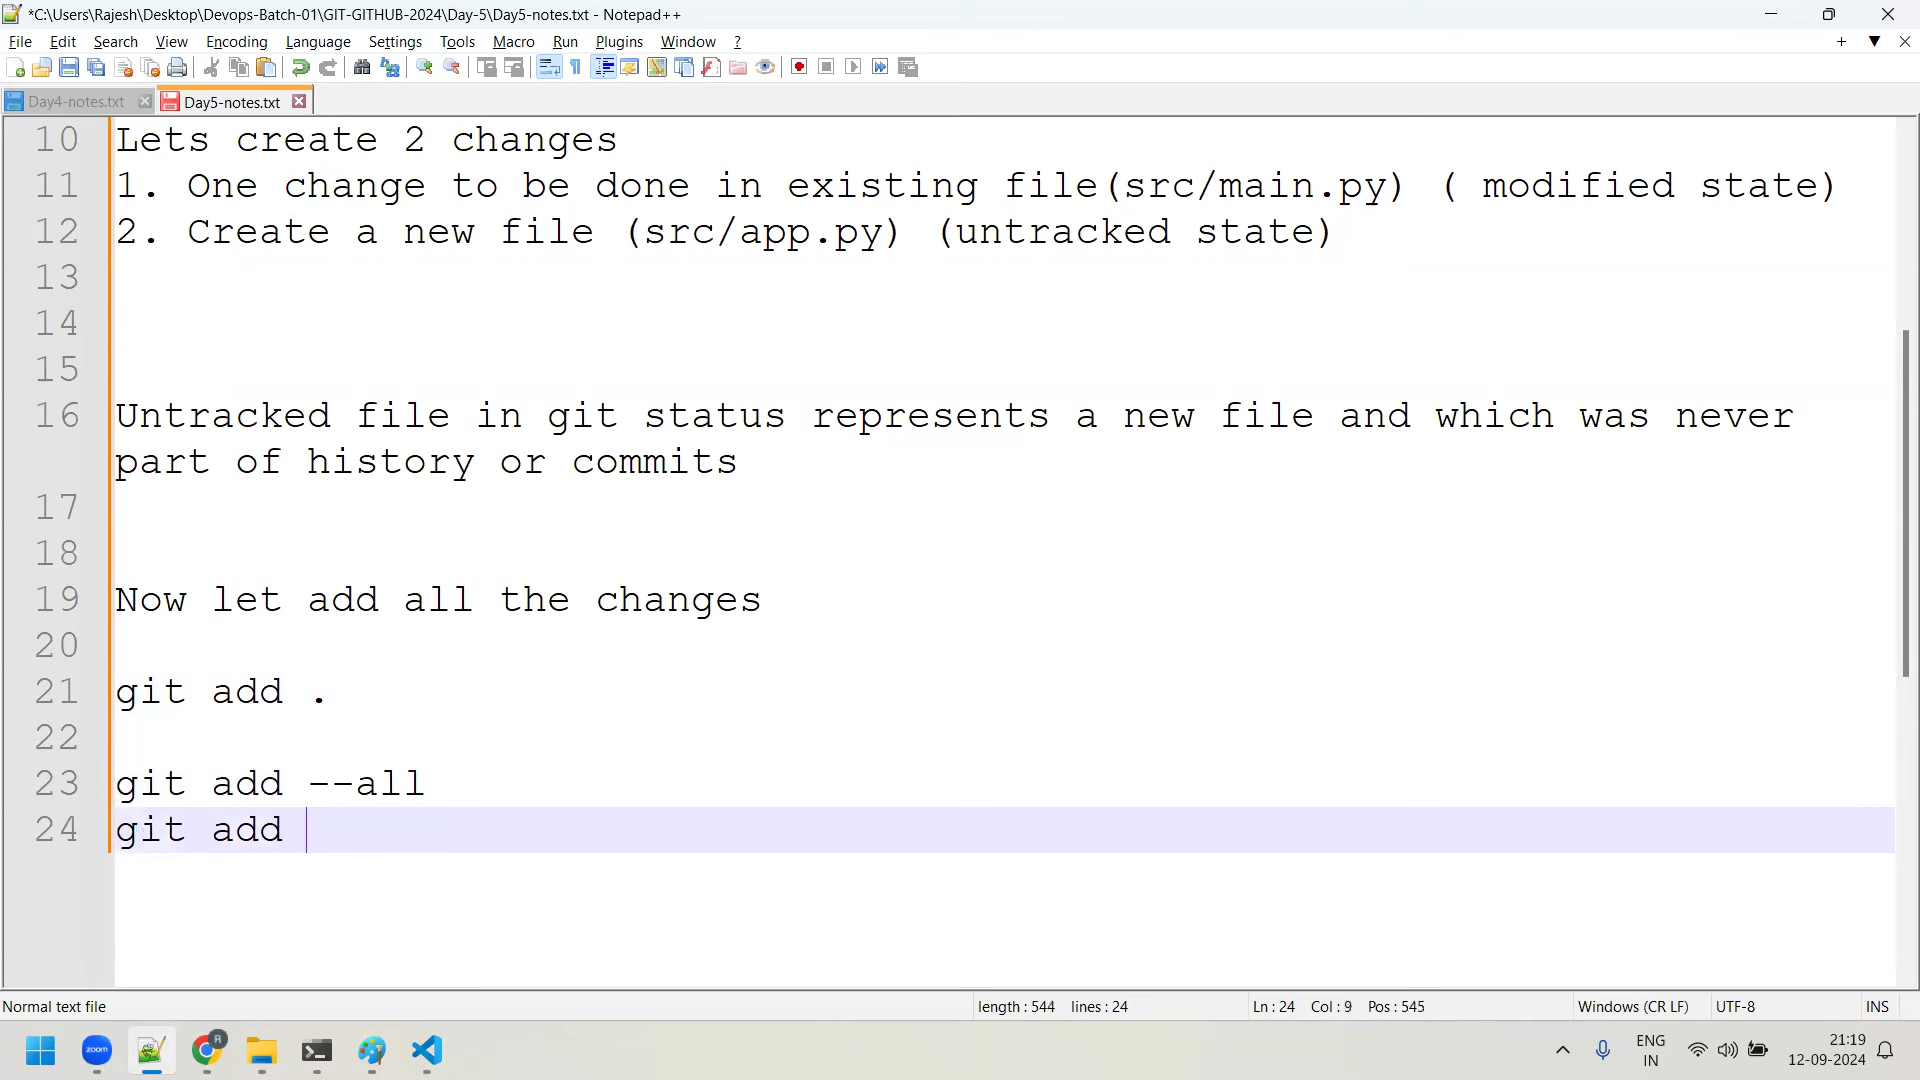 *C:\Users\Rajesh\Desktop\Devops-Batch-01\GIT-GITHUB-2024\Day-5\Day5-notes.txt - Notepad++
File Edit Search View Encoding Language Settings Tools Macro Run Plugins Window ?
Day4-notes.txt Day5-notes.txt
10 Lets create 2 changes
11 1. One change to be done in existing file(src/main.py) ( modified state)
12 2. Create a new file (src/app.py) (untracked state)
13
14
15
16 Untracked file in git status represents a new file and which was never
part of history or commits
17
18
19 Now let add all the changes
20
21 git add .
22
23 git add --all
24 git add
Normal text file length : 544 lines : 24 Ln : 24 Col : 9 Pos : 545 Windows (CR LF) UTF-8 INS
zoom R ENG 21:19
IN 12-09-2024